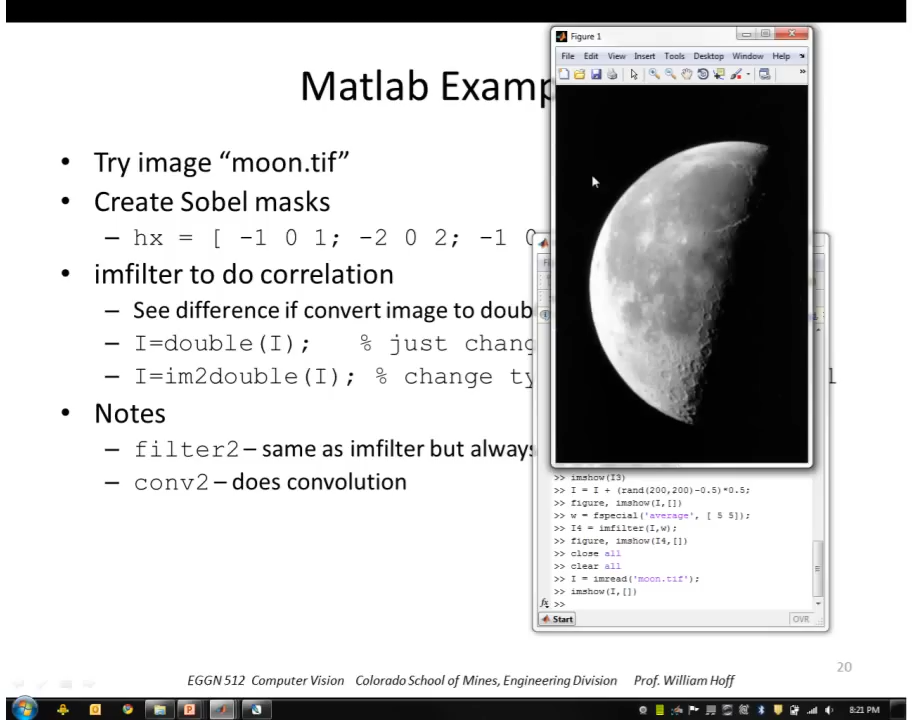 Matlab Examp
• Try image “moon.tif”
• Create Sobel masks
– hx = [ -1 0 1; -2 0 2; -1 0
• imfilter to do correlation
– See difference if convert image to doub
– I=double(I); % just chang
– I=im2double(I); % change ty
• Notes
– filter2 – same as imfilter but always
– conv2 – does convolution
Figure 1
File Edit View Insert Tools Desktop Window Help
>> imshow(I3)
>> I = I + (rand(200,200)-0.5)*0.5;
>> figure, imshow(I,[])
>> w = fspecial('average', [ 5 5]);
>> I4 = imfilter(I,w);
>> figure, imshow(I4,[])
>> close all
>> clear all
>> I = imread('moon.tif');
>> imshow(I,[])
fx >>
Start OVR
20
EGGN 512 Computer Vision Colorado School of Mines, Engineering Division Prof. William Hoff
8:21 PM